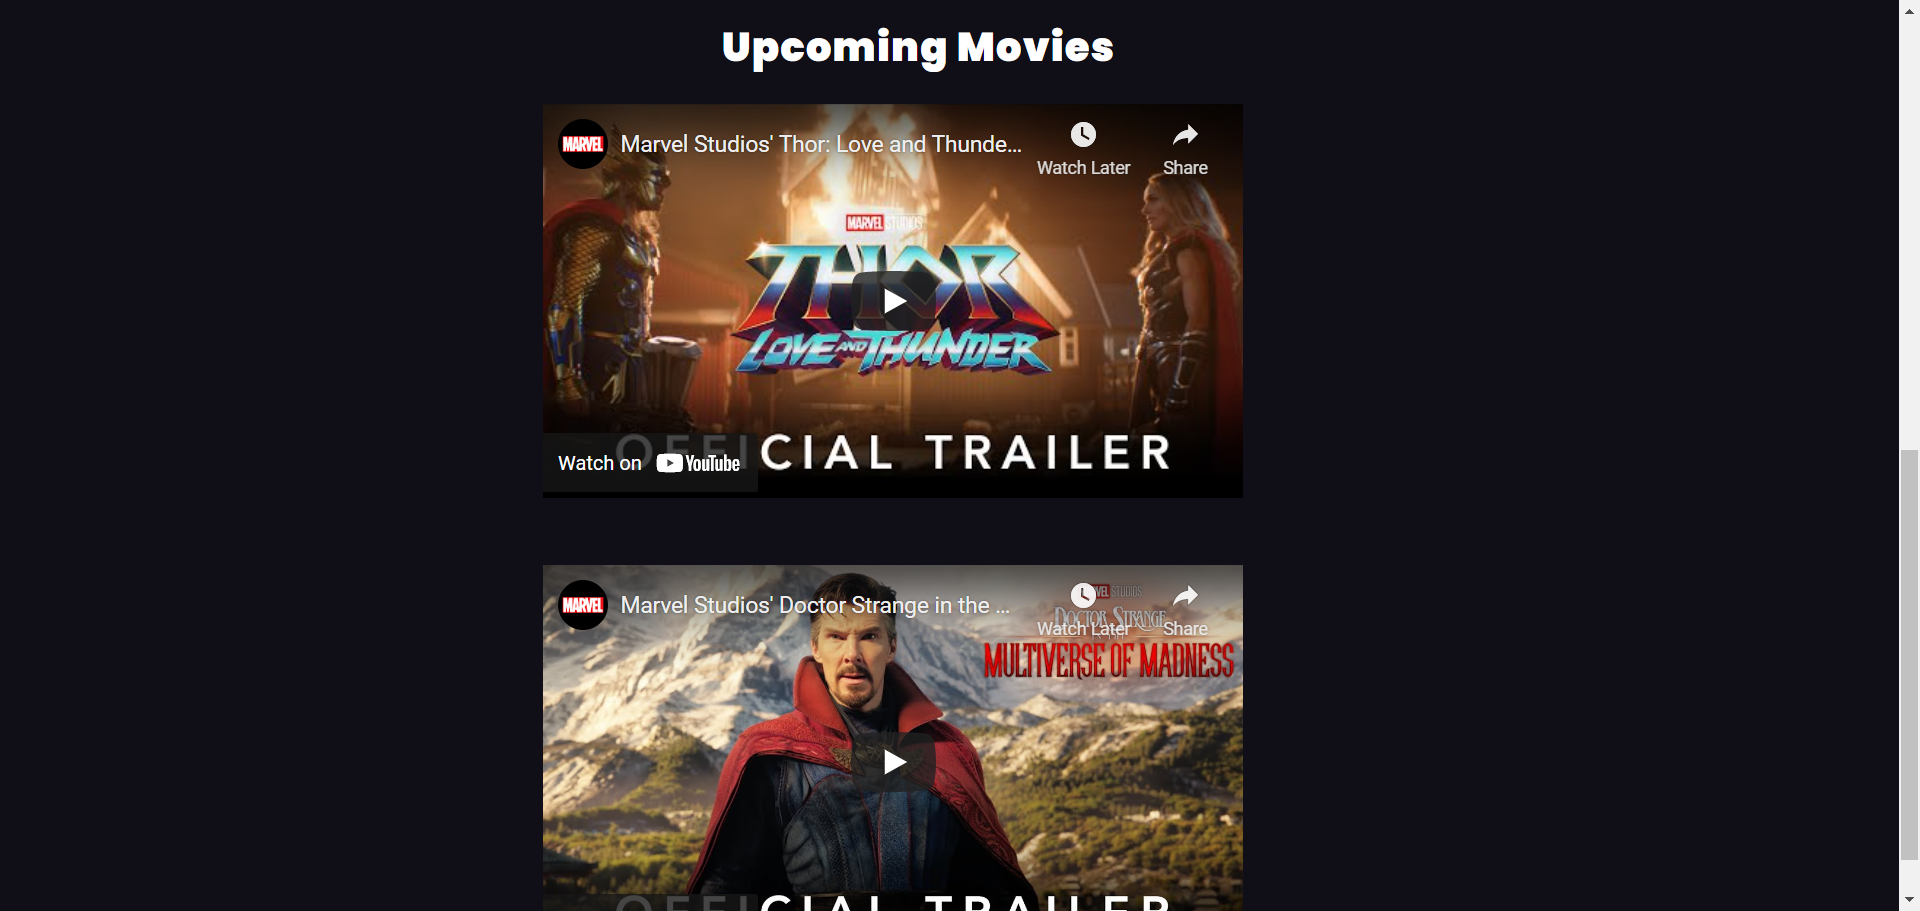 Upcoming Movies
MARVEL
Marvel Studios' Thor: Love and Thunde...
Watch Later
Share
MARVEL STUDIOS
THOR
LOVE AND THUNDER
OFFICIAL TRAILER
Watch on YouTube
MARVEL
Marvel Studios' Doctor Strange in the ...
Watch Later
Share
STUDIOS
DOCTOR STRANGE
MULTIVERSE OF MADNESS
OFFICIAL TRAILER